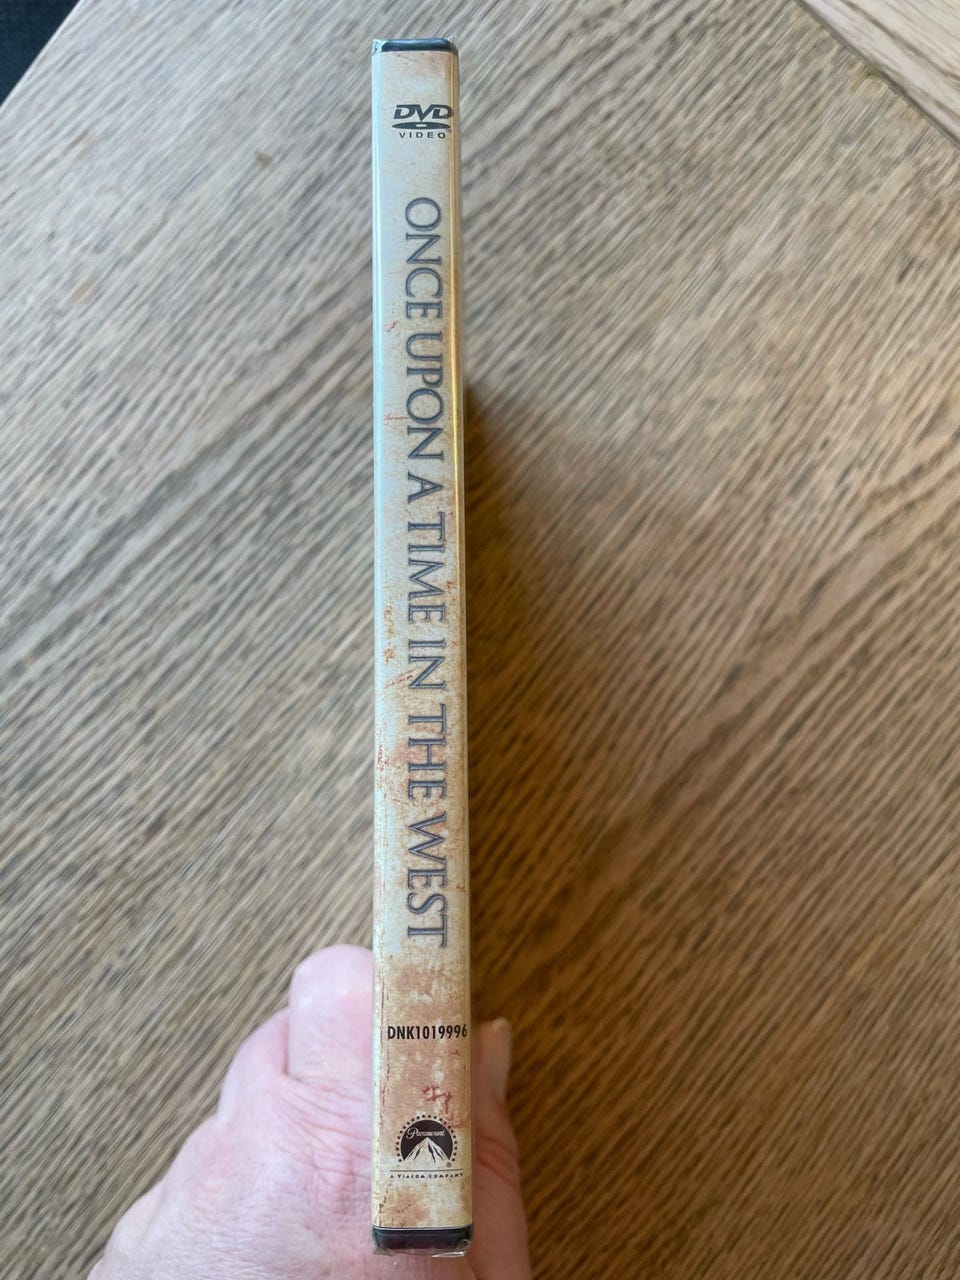 DVD
VIDEO
ONCE UPON A TIME IN THE WEST
DNK1019996
Paramount
A VIACOM COMPANY